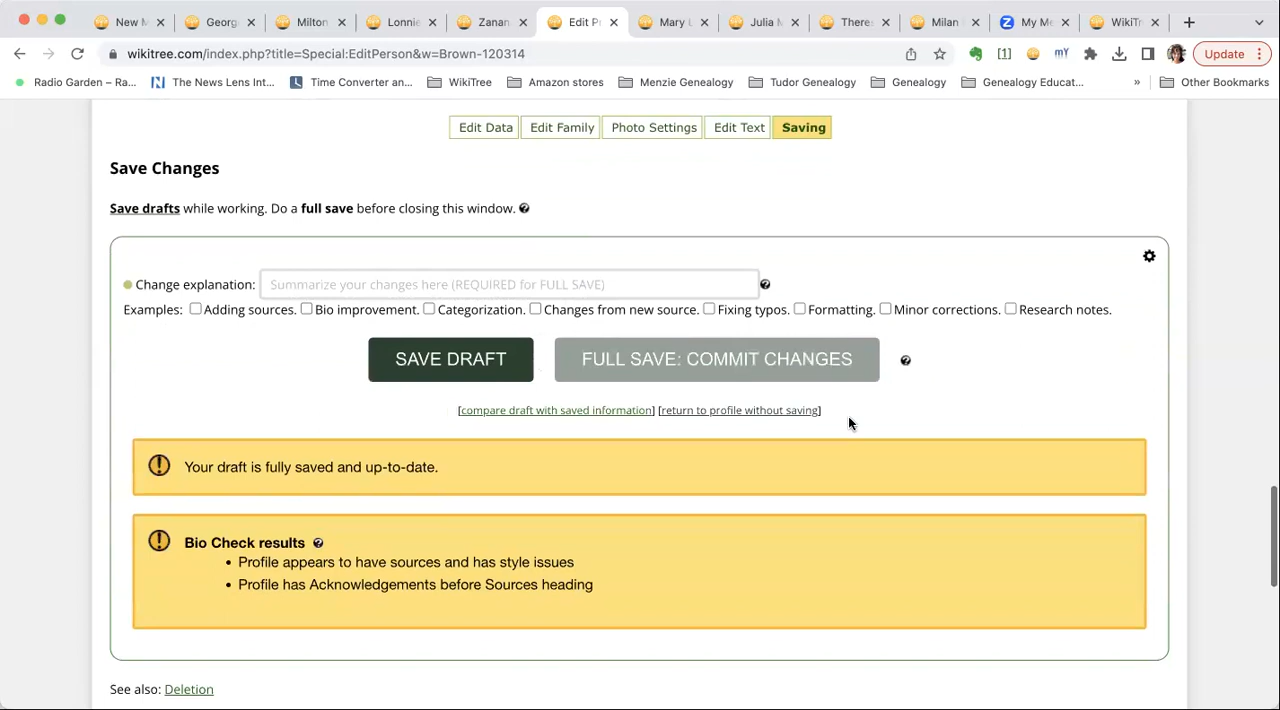 New M
Georg
Milton
Lonnie
Zanan
Edit P
Mary L
Julia M
Theres
Milan
My Me
WikiTr
wikitree.com/index.php?title=Special:EditPerson&w=Brown-120314
[1] mY Update
Radio Garden – Ra... N The News Lens Int... Time Converter an... WikiTree Amazon stores Menzie Genealogy Tudor Genealogy Genealogy Genealogy Educat... » Other Bookmarks
Edit Data Edit Family Photo Settings Edit Text Saving
Save Changes
Save drafts while working. Do a full save before closing this window.
Change explanation: Summarize your changes here (REQUIRED for FULL SAVE)
Examples: Adding sources. Bio improvement. Categorization. Changes from new source. Fixing typos. Formatting. Minor corrections. Research notes.
SAVE DRAFT FULL SAVE: COMMIT CHANGES
[compare draft with saved information] [return to profile without saving]
Your draft is fully saved and up-to-date.
Bio Check results
• Profile appears to have sources and has style issues
• Profile has Acknowledgements before Sources heading
See also: Deletion